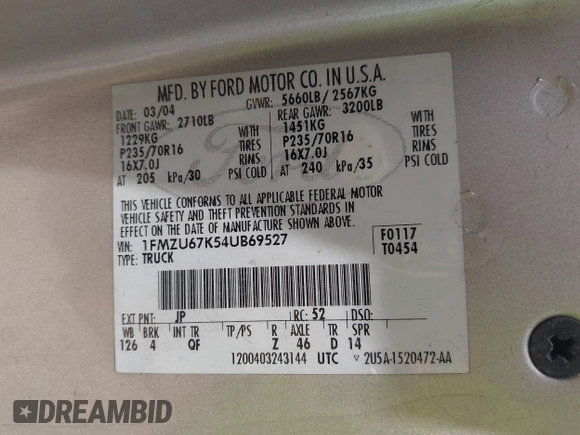 MFD. BY FORD MOTOR CO. IN U.S.A.
DATE: 03/04 GVWR: 5660LB/ 2567KG
FRONT GAWR: 2710LB REAR GAWR: 3200LB
1229KG WITH 1451KG WITH
P235/70R16 TIRES P235/70R16 TIRES
16X7.0J RIMS 16X7.0J RIMS
AT 205 kPa/30 PSI COLD AT 240 kPa/35 PSI COLD
Ford
THIS VEHICLE CONFORMS TO ALL APPLICABLE FEDERAL MOTOR
VEHICLE SAFETY AND THEFT PREVENTION STANDARDS IN
EFFECT ON THE DATE OF MANUFACTURE SHOWN ABOVE.
VIN: 1FMZU67K54UB69527 F0117
TYPE: TRUCK T0454
EXT PNT: JP RC: 52 DSO:
WB BRK INT TR TP/PS R AXLE TR SPR
126 4 QF Z 46 D 14
1200403243144 UTC ▽ 2U5A-1520472-AA
DREAMBID